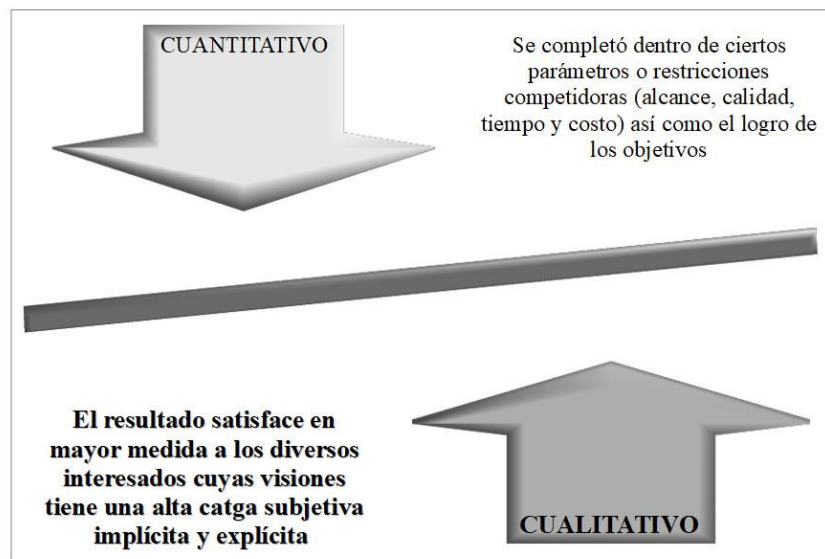 CUANTITATIVO
Se completó dentro de ciertos
parámetros o restricciones
competidoras (alcance, calidad,
tiempo y costo) así como el logro de
los objetivos
El resultado satisface en
mayor medida a los diversos
interesados cuyas visiones
tiene una alta catga subjetiva
implícita y explícita
CUALITATIVO